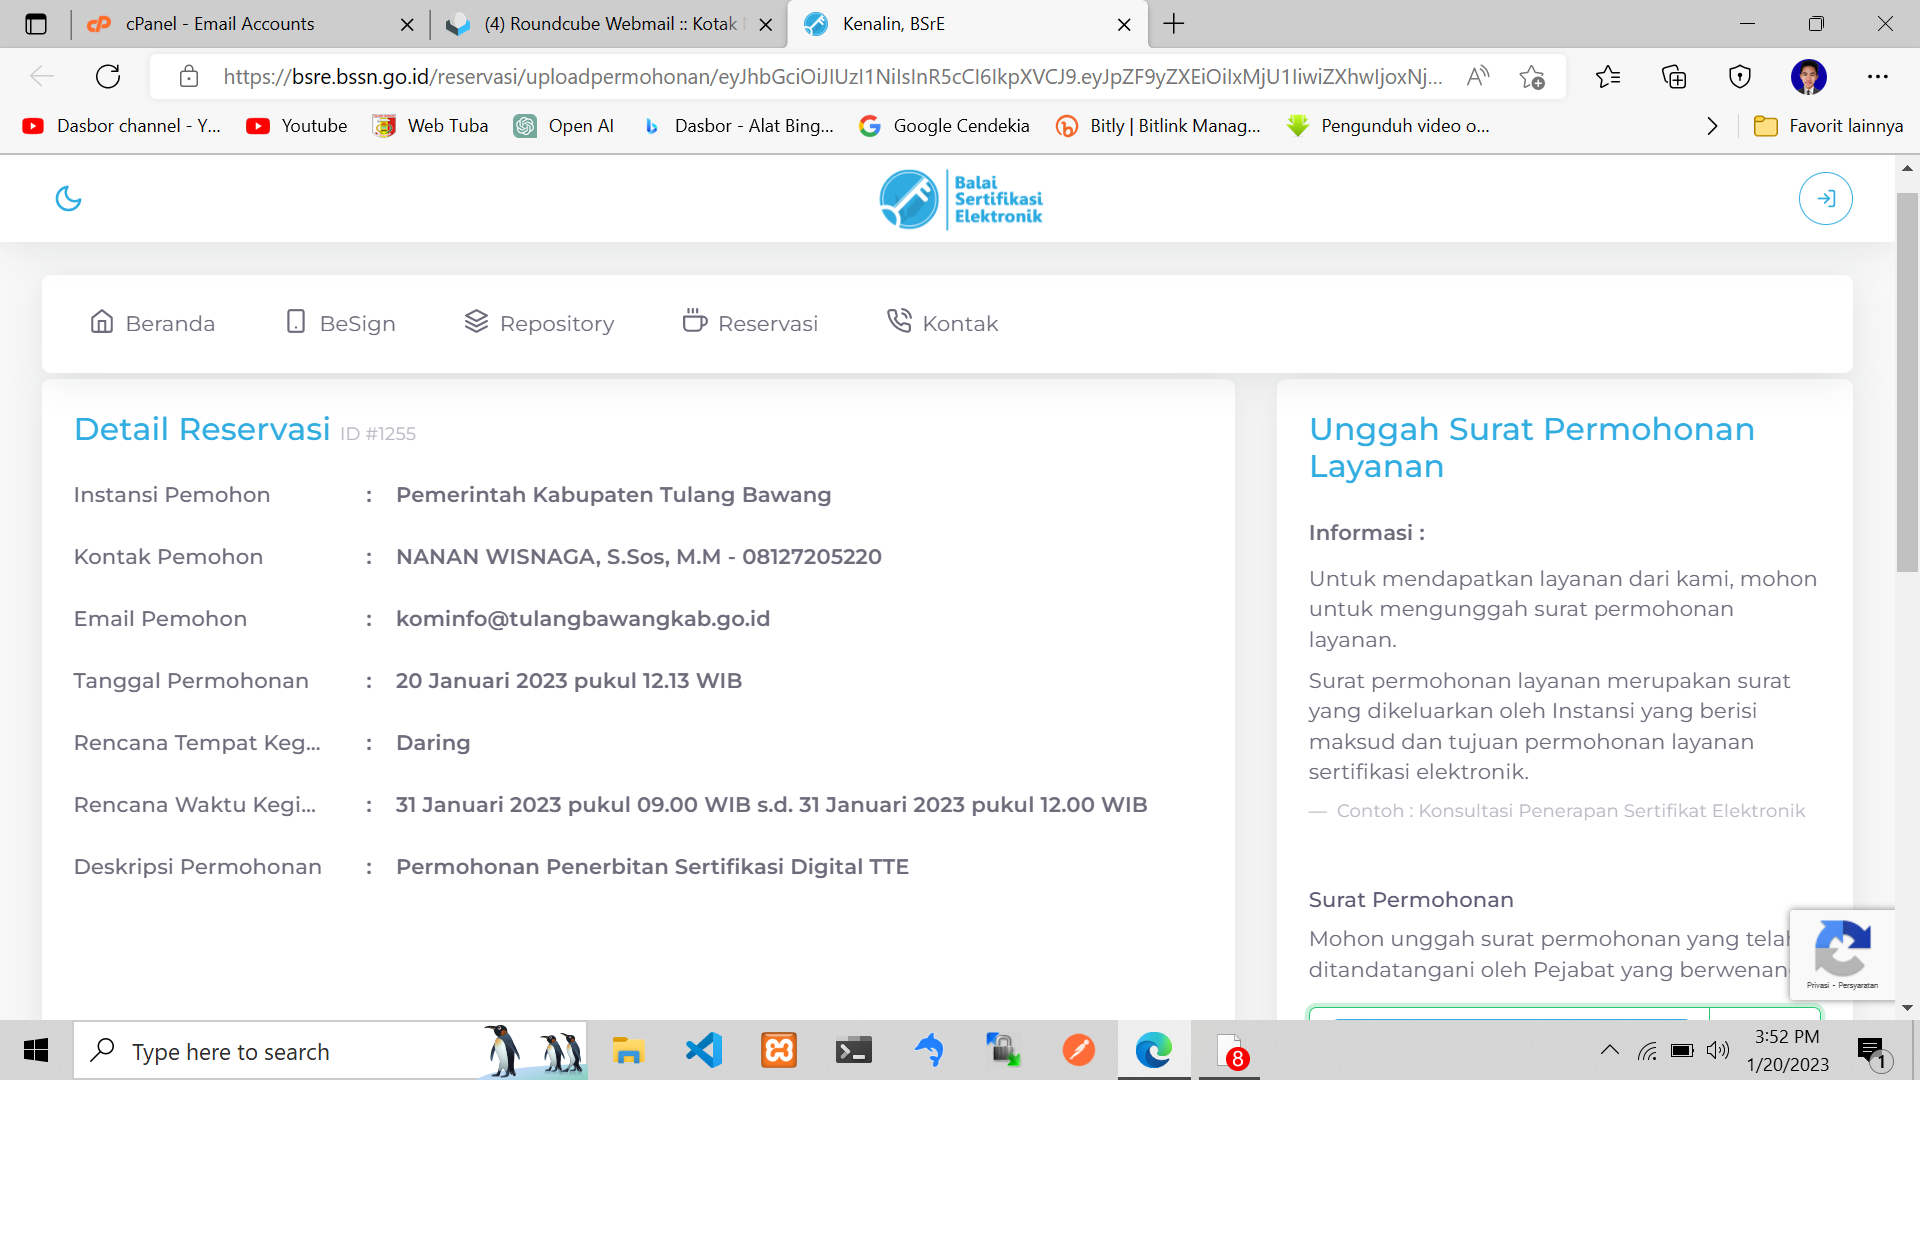 cPanel - Email Accounts
(4) Roundcube Webmail :: Kotak
Kenalin, BSrE
https://bsre.bssn.go.id/reservasi/uploadpermohonan/eyJhbGciOiJIUzI1NiIsInR5cCI6IkpXVCJ9.eyJpZF9yZXEiOiIxMjU1IiwiZXhwIjoxNj...
Dasbor channel - Y...
Youtube
Web Tuba
Open AI
Dasbor - Alat Bing...
Google Cendekia
Bitly | Bitlink Manag...
Pengunduh video o...
Favorit lainnya
Balai
Sertifikasi
Elektronik
Beranda
BeSign
Repository
Reservasi
Kontak
Detail Reservasi ID #1255
Instansi Pemohon : Pemerintah Kabupaten Tulang Bawang
Kontak Pemohon : NANAN WISNAGA, S.Sos, M.M - 08127205220
Email Pemohon : kominfo@tulangbawangkab.go.id
Tanggal Permohonan : 20 Januari 2023 pukul 12.13 WIB
Rencana Tempat Keg... : Daring
Rencana Waktu Kegi... : 31 Januari 2023 pukul 09.00 WIB s.d. 31 Januari 2023 pukul 12.00 WIB
Deskripsi Permohonan : Permohonan Penerbitan Sertifikasi Digital TTE
Unggah Surat Permohonan
Layanan
Informasi :
Untuk mendapatkan layanan dari kami, mohon
untuk mengunggah surat permohonan
layanan.
Surat permohonan layanan merupakan surat
yang dikeluarkan oleh Instansi yang berisi
maksud dan tujuan permohonan layanan
sertifikasi elektronik.
— Contoh : Konsultasi Penerapan Sertifikat Elektronik
Surat Permohonan
Mohon unggah surat permohonan yang telah
ditandatangani oleh Pejabat yang berwenan
Privasi - Persyaratan
Type here to search
8
3:52 PM
1/20/2023
1